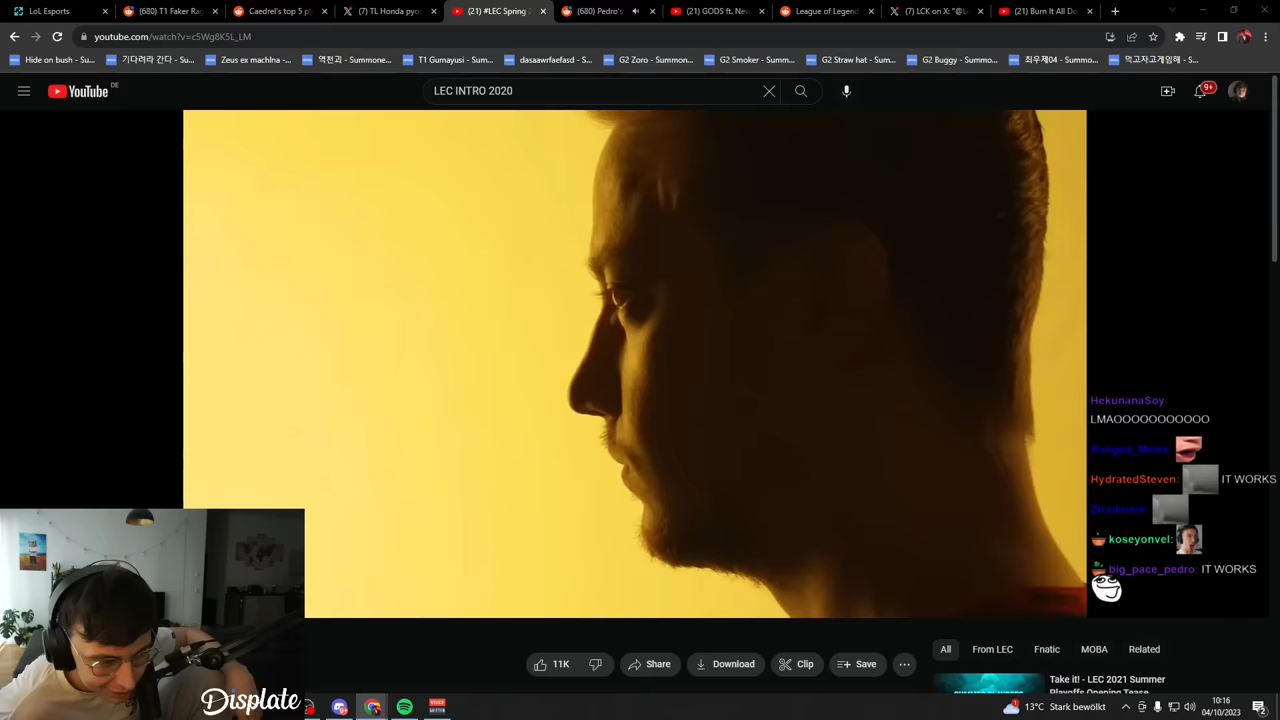 LoL Esports
(680) T1 Faker Rag
Caedrel's top 5 pl
(7) TL Honda pyo
(21) #LEC Spring 2
(680) Pedro's
(21) GODS ft. New
League of Legend
(7) LCK on X: "@L
(21) Burn It All Do
youtube.com/watch?v=c5Wg8K5L_LM
Hide on bush - Su...
기다려라 간다 - Su...
Zeus ex machIna -...
역천괴 - Summone...
T1 Gumayusi - Sum...
dasaawrfaefasd - S...
G2 Zoro - Summon...
G2 Smoker - Summ...
G2 Straw hat - Sum...
G2 Buggy - Summo...
최우제04 - Summo...
먹고자고게임해 - S...
YouTube DE
LEC INTRO 2020
9+
HekunanaSoy:
LMAOOOOOOOOOOO
HydratedSteven: IT WORKS
koseyonvel:
big_pace_pedro: IT WORKS
11K
Share
Download
Clip
Save
All
From LEC
Fnatic
MOBA
Related
Take it! - LEC 2021 Summer
Playoffs Opening Tease
Displate
13°C Stark bewölkt
10:16
04/10/2023
2